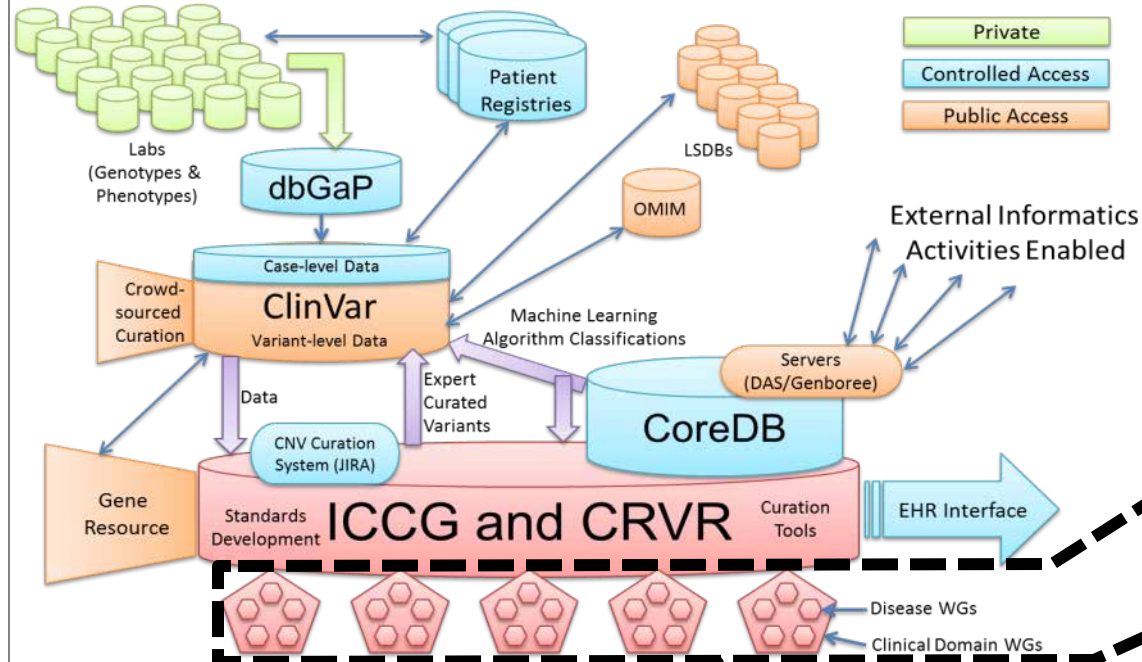 Private
Controlled Access
Public Access
Patient
Registries
LSDBs
Labs
(Genotypes &
Phenotypes)
dbGaP
OMIM
External Informatics
Activities Enabled
Case-level Data
ClinVar
Variant-level Data
Crowd-
sourced
Curation
Machine Learning
Algorithm Classifications
Servers
(DAS/Genboree)
Data
Expert
Curated
Variants
CoreDB
CNV Curation
System (JIRA)
Gene
Resource
Standards
Development
ICCG and CRVR
Curation
Tools
EHR Interface
Disease WGs
Clinical Domain WGs